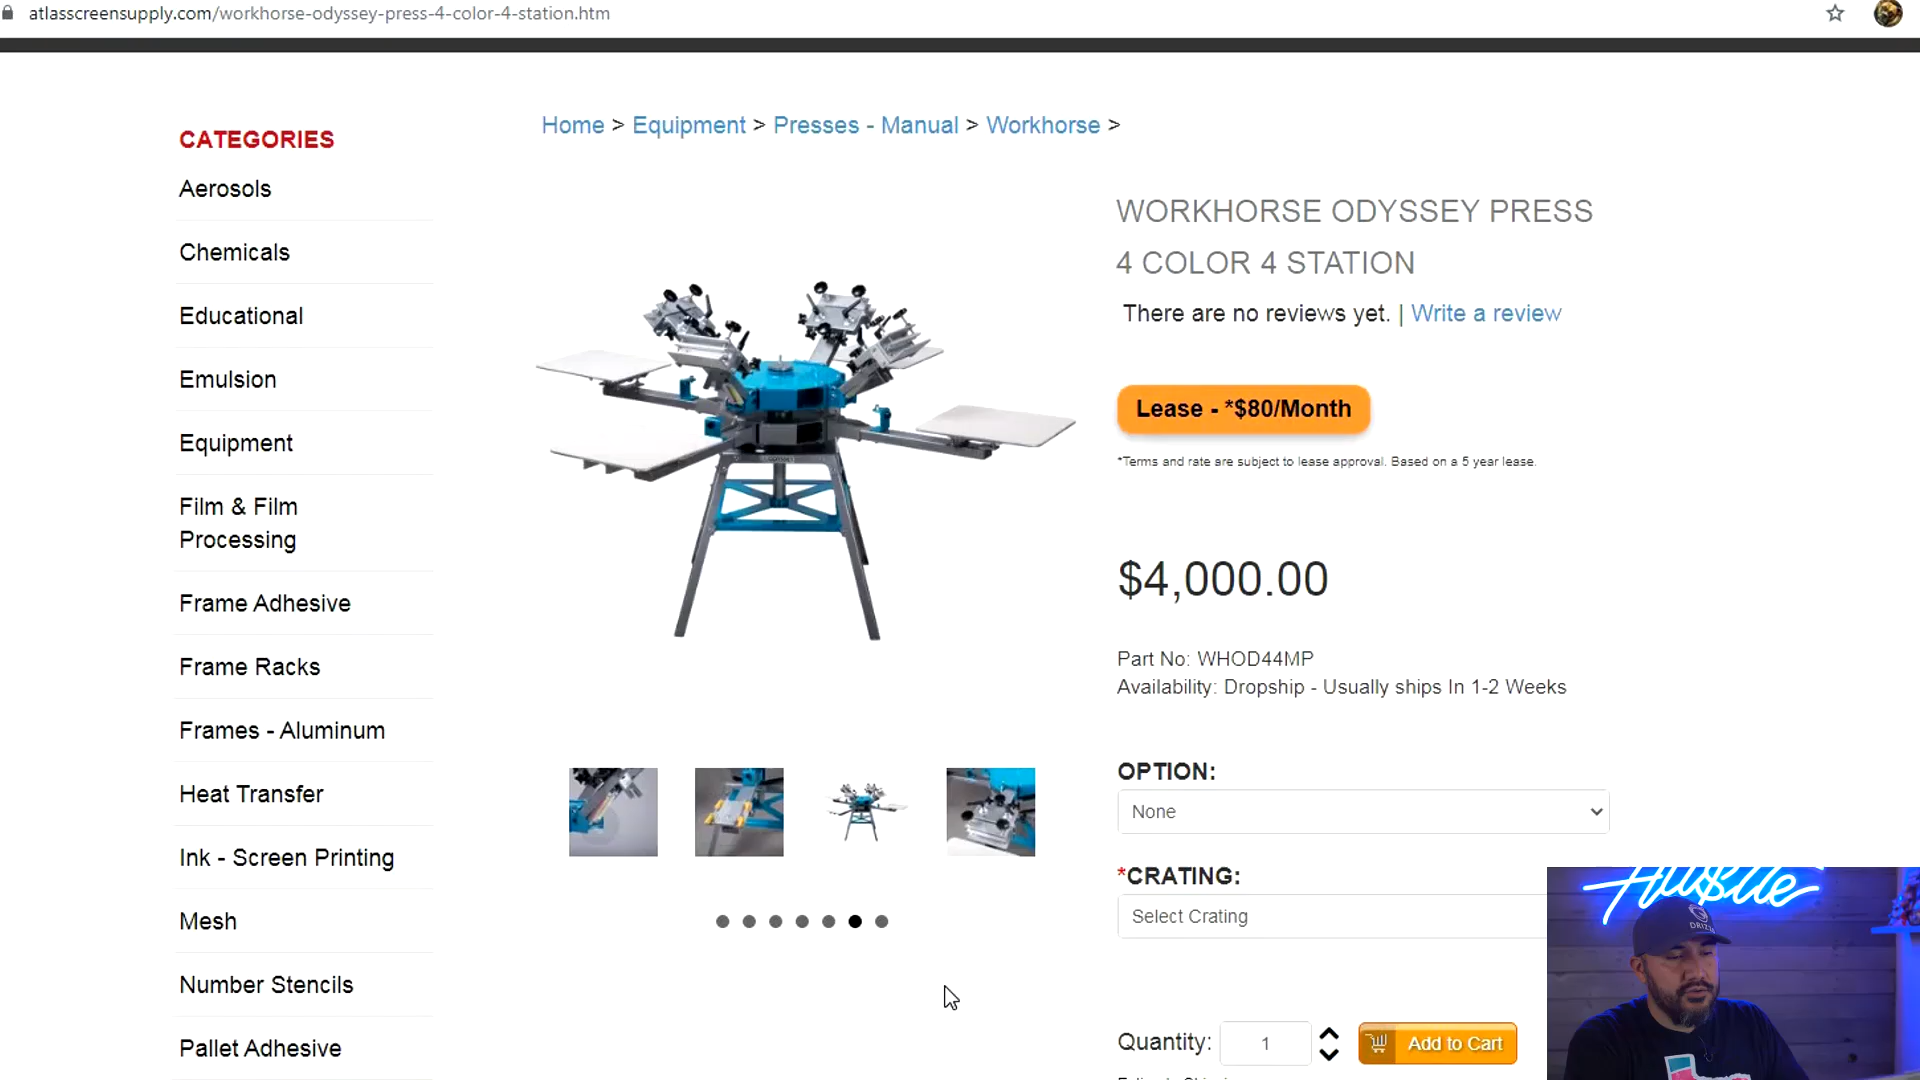 atlasscreensupply.com/workhorse-odyssey-press-4-color-4-station.htm
Home > Equipment > Presses - Manual > Workhorse >
CATEGORIES
Aerosols
Chemicals
Educational
Emulsion
Equipment
Film & Film
Processing
Frame Adhesive
Frame Racks
Frames - Aluminum
Heat Transfer
Ink - Screen Printing
Mesh
Number Stencils
Pallet Adhesive
WORKHORSE ODYSSEY PRESS
4 COLOR 4 STATION
There are no reviews yet. | Write a review
Lease - *$80/Month
*Terms and rate are subject to lease approval. Based on a 5 year lease.
$4,000.00
Part No: WHOD44MP
Availability: Dropship - Usually ships In 1-2 Weeks
OPTION:
None
*CRATING:
Select Crating
Quantity: 1
Add to Cart